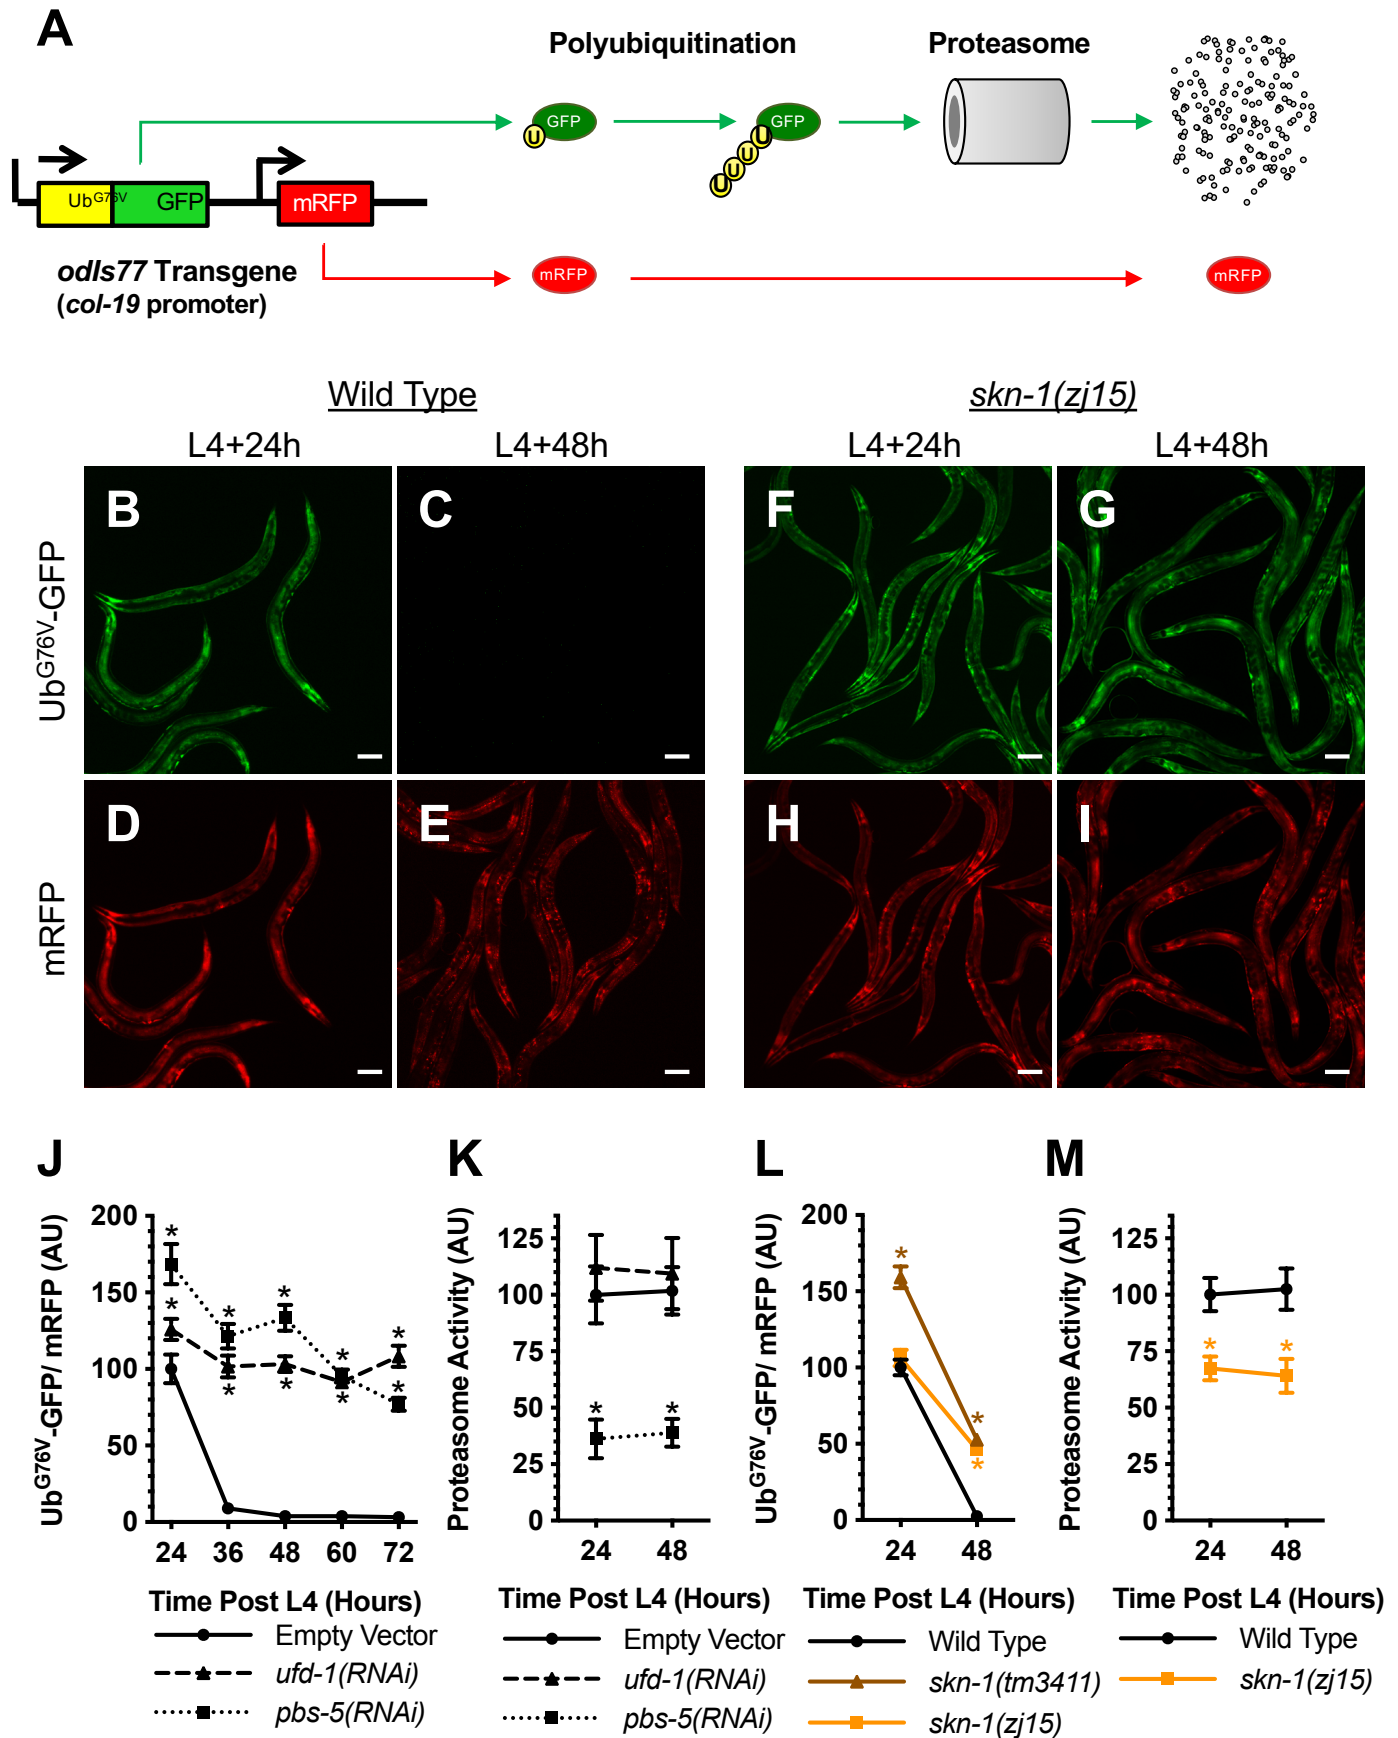 A
Polyubiquitination
Proteasome
U
GFP
U
U
U
U
GFP
Ub^G76V
GFP
mRFP
mRFP
mRFP
odIs77 Transgene
(col-19 promoter)
Wild Type
skn-1(zj15)
L4+24h
L4+48h
L4+24h
L4+48h
Ub^G76V-GFP
B
C
F
G
mRFP
D
E
H
I
J
Ub^G76V-GFP/ mRFP (AU)
200
150
100
50
0
* * * * * * * * * *
24 36 48 60 72
Time Post L4 (Hours)
Empty Vector
ufd-1(RNAi)
pbs-5(RNAi)
K
Proteasome Activity (AU)
125
100
75
50
25
0
* *
24 48
Time Post L4 (Hours)
Empty Vector
ufd-1(RNAi)
pbs-5(RNAi)
L
Ub^G76V-GFP/ mRFP (AU)
200
150
100
50
0
* * *
24 48
Time Post L4 (Hours)
Wild Type
skn-1(tm3411)
skn-1(zj15)
M
Proteasome Activity (AU)
125
100
75
50
25
0
* *
24 48
Time Post L4 (Hours)
Wild Type
skn-1(zj15)